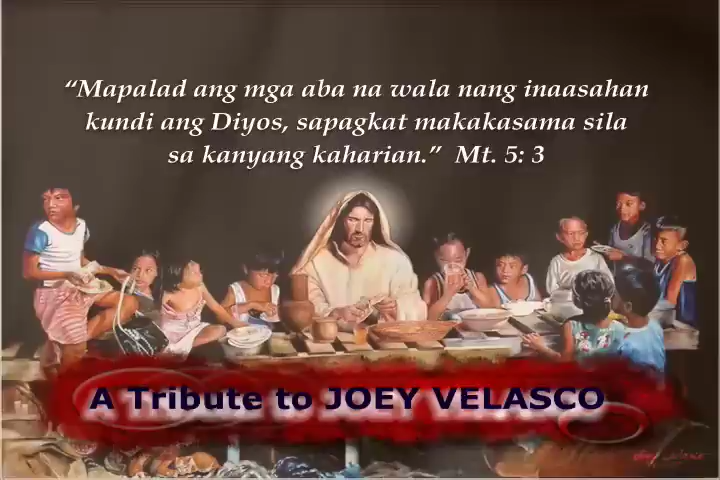 “Mapalad ang mga aba na wala nang inaasahan
kundi ang Diyos, sapagkat makakasama sila
sa kanyang kaharian.” Mt. 5: 3
A Tribute to JOEY VELASCO